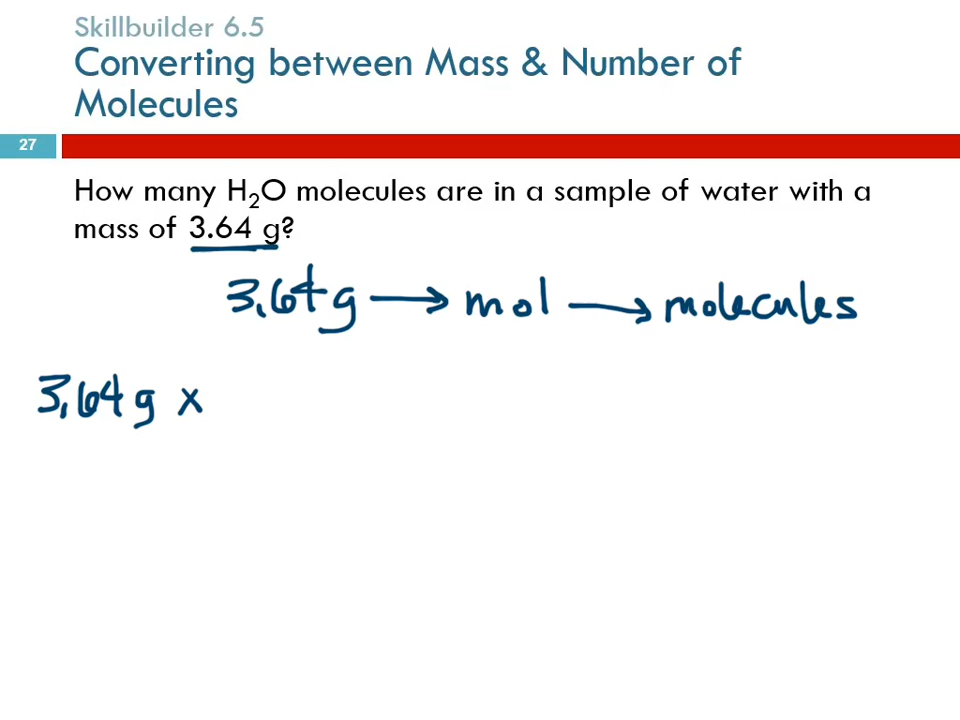 Skillbuilder 6.5
Converting between Mass & Number of
Molecules
27
How many H₂O molecules are in a sample of water with a
mass of 3.64 g?
3.64 g → mol → molecules
3.64 g x